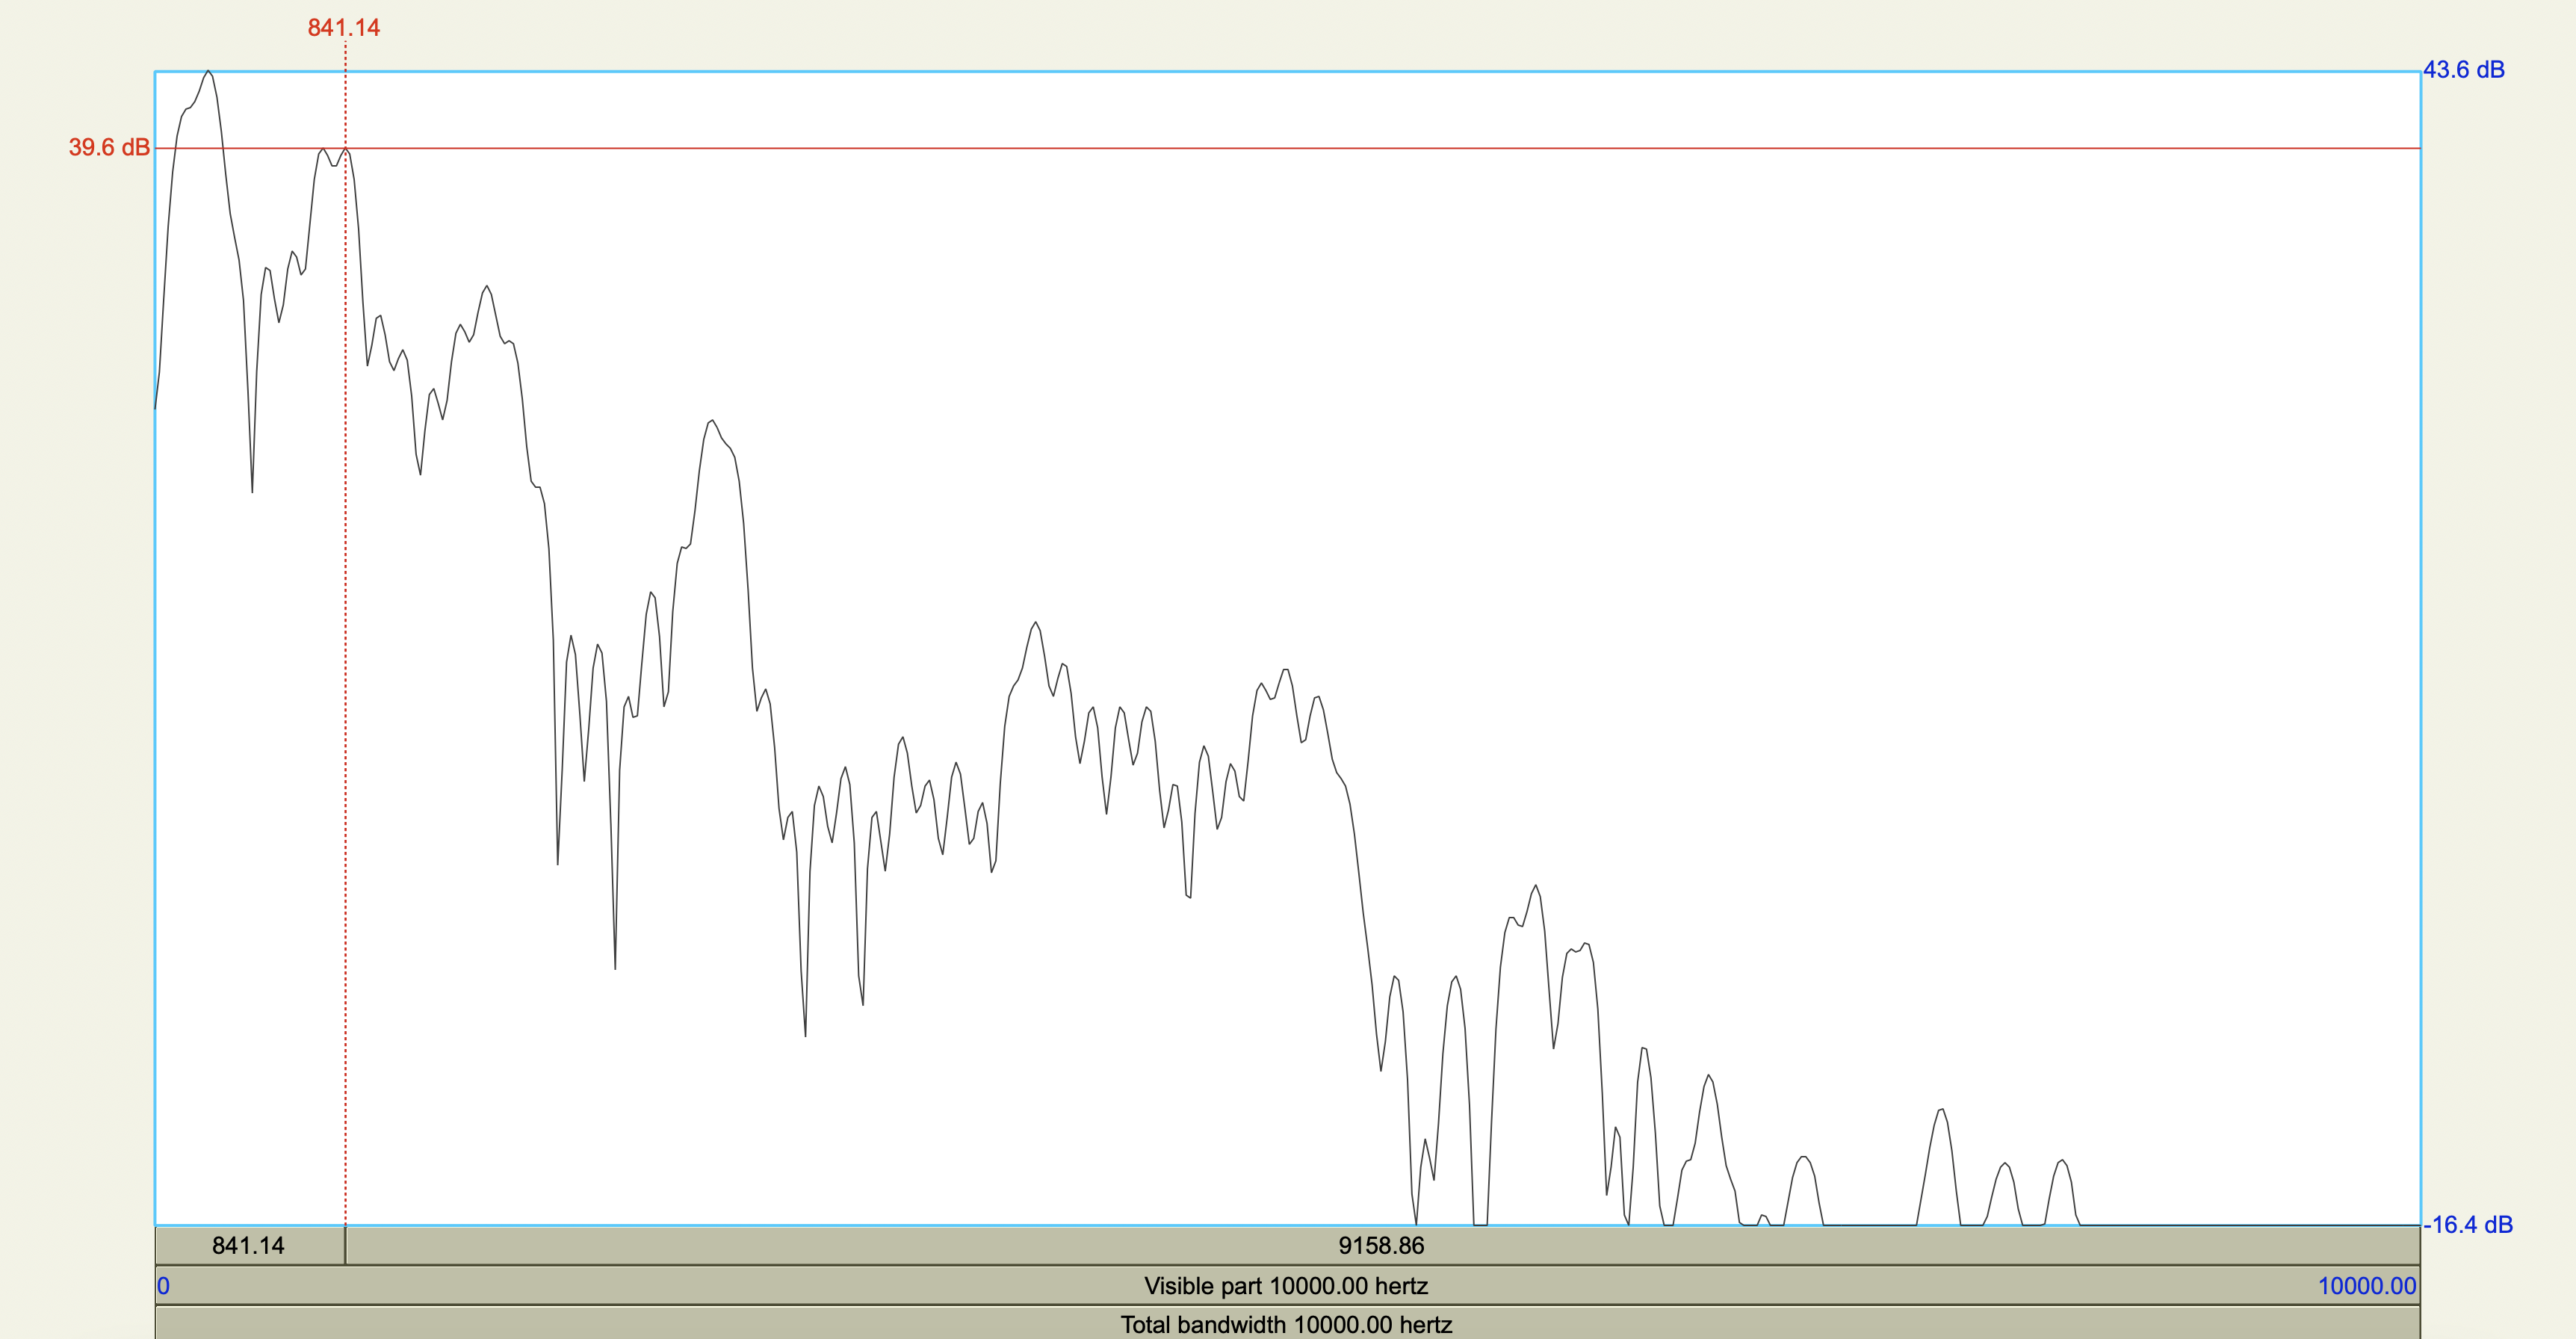 841.14
43.6 dB
39.6 dB
-16.4 dB
841.14 9158.86
0 Visible part 10000.00 hertz 10000.00
Total bandwidth 10000.00 hertz